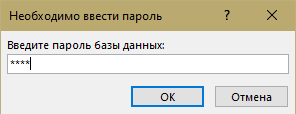 Необходимо ввести пароль ? ×
Введите пароль базы данных:
****
ОК Отмена